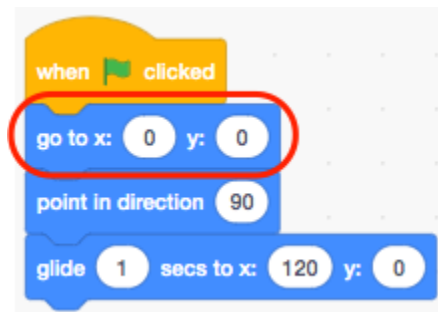 when clicked
go to x: 0 y: 0
point in direction 90
glide 1 secs to x: 120 y: 0